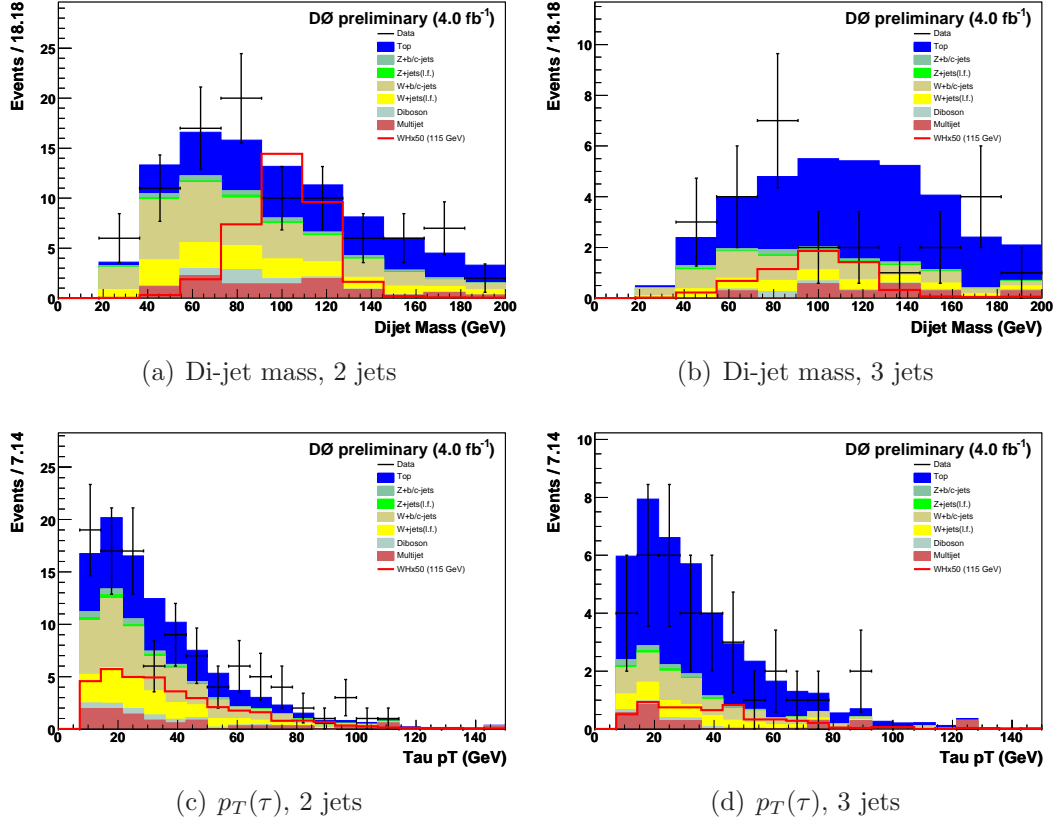 DØ preliminary (4.0 fb-1)
Events / 18.18
25
20
15
10
5
0
Data
Top
Z+b/c-jets
Z+jets(l.f.)
W+b/c-jets
W+jets(l.f.)
Diboson
Multijet
WHx50 (115 GeV)
0 20 40 60 80 100 120 140 160 180 200
Dijet Mass (GeV)
(a) Di-jet mass, 2 jets
DØ preliminary (4.0 fb-1)
Events / 18.18
10
8
6
4
2
0
Data
Top
Z+b/c-jets
Z+jets(l.f.)
W+b/c-jets
W+jets(l.f.)
Diboson
Multijet
WHx50 (115 GeV)
0 20 40 60 80 100 120 140 160 180 200
Dijet Mass (GeV)
(b) Di-jet mass, 3 jets
DØ preliminary (4.0 fb-1)
Events / 7.14
25
20
15
10
5
0
Data
Top
Z+b/c-jets
Z+jets(l.f.)
W+b/c-jets
W+jets(l.f.)
Diboson
Multijet
WHx50 (115 GeV)
0 20 40 60 80 100 120 140
Tau pT (GeV)
(c) pT(τ), 2 jets
DØ preliminary (4.0 fb-1)
Events / 7.14
10
8
6
4
2
0
Data
Top
Z+b/c-jets
Z+jets(l.f.)
W+b/c-jets
W+jets(l.f.)
Diboson
Multijet
WHx50 (115 GeV)
0 20 40 60 80 100 120 140
Tau pT (GeV)
(d) pT(τ), 3 jets